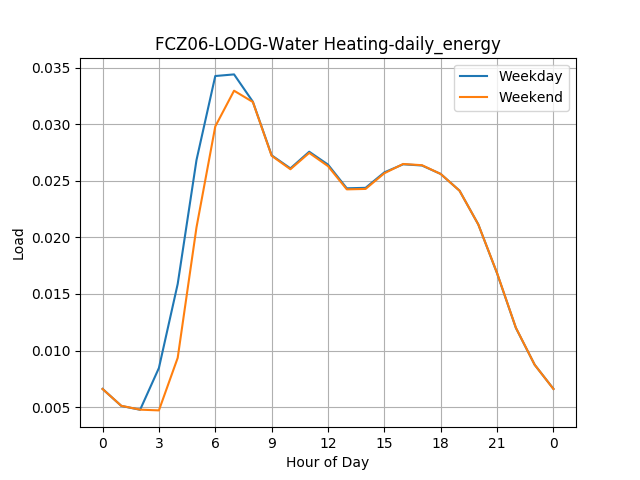 FCZ06-LODG-Water Heating-daily_energy
Weekday
Weekend
Load
0.035
0.030
0.025
0.020
0.015
0.010
0.005
0 3 6 9 12 15 18 21 0
Hour of Day